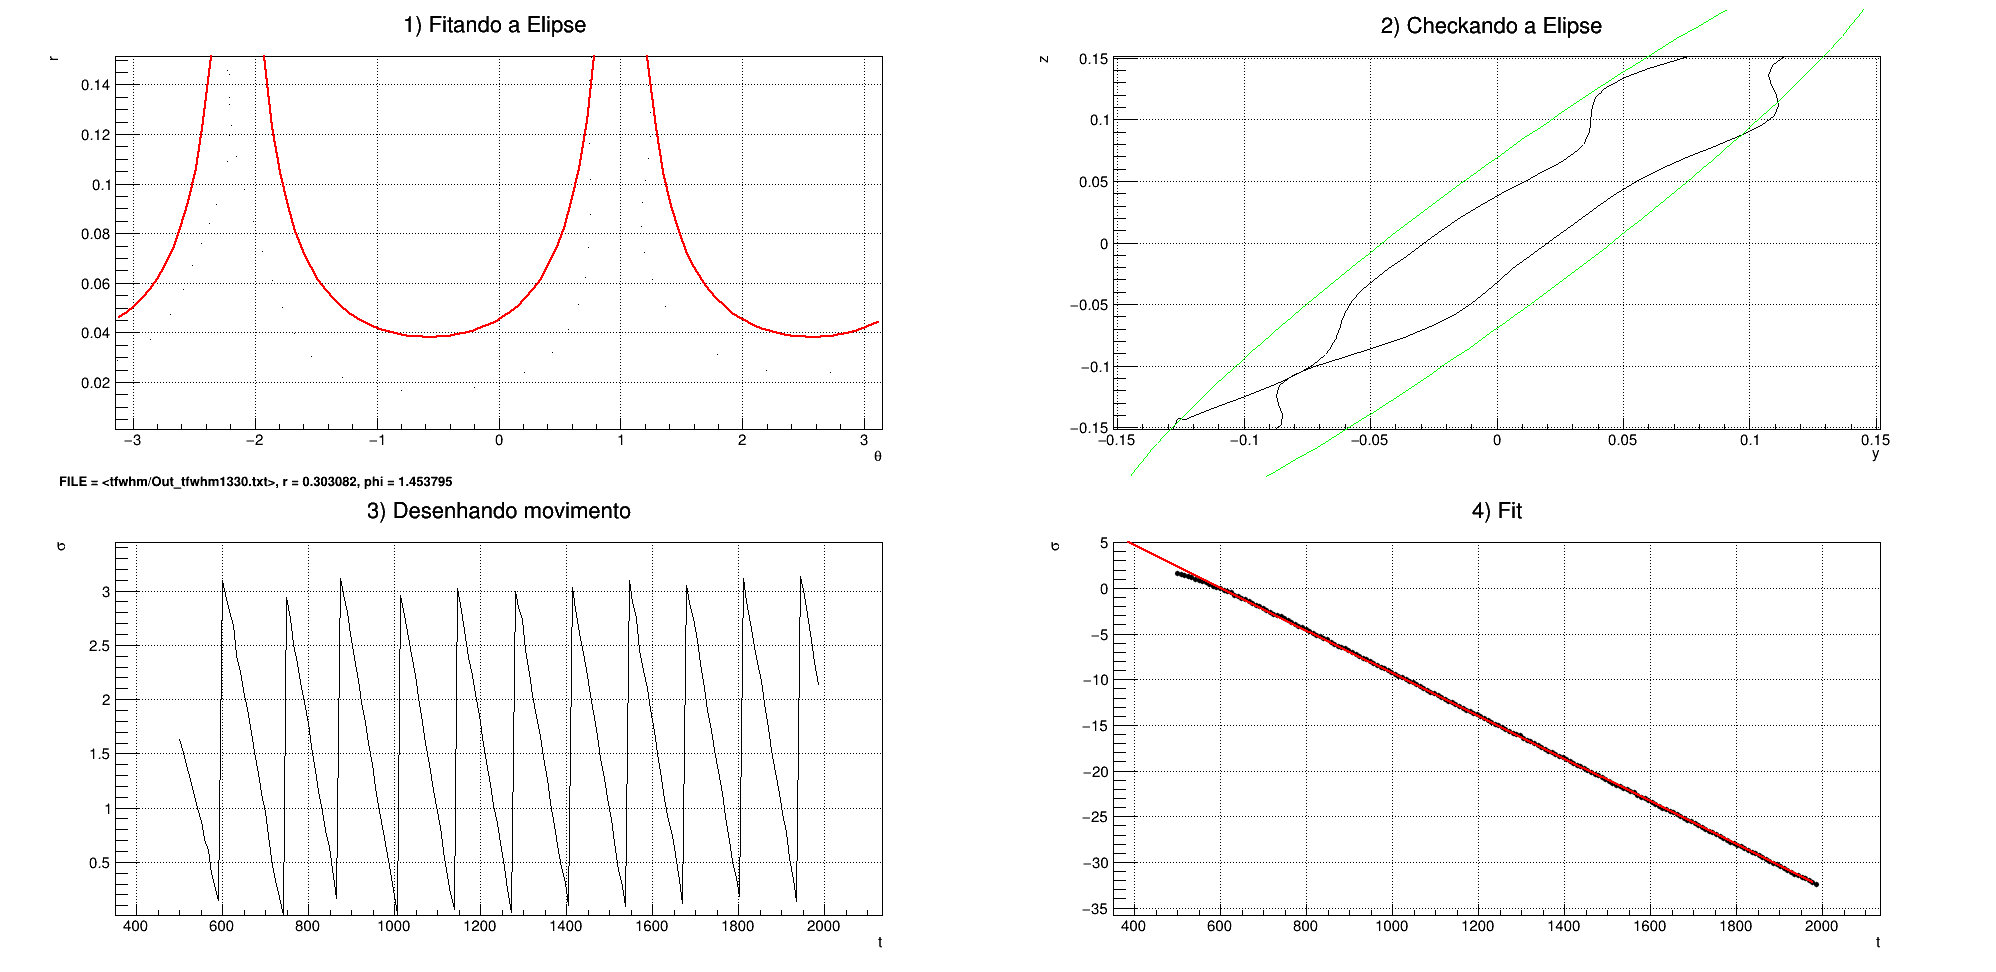 1) Fitando a Elipse
r
0.14
0.12
0.1
0.08
0.06
0.04
0.02
−3 −2 −1 0 1 2 3
θ
2) Checkando a Elipse
z
0.15
0.1
0.05
0
−0.05
−0.1
−0.15
−0.15 −0.1 −0.05 0 0.05 0.1 0.15
y
FILE = <tfwhm/Out_tfwhm1330.txt>, r = 0.303082, phi = 1.453795
3) Desenhando movimento
σ
3
2.5
2
1.5
1
0.5
400 600 800 1000 1200 1400 1600 1800 2000
t
4) Fit
σ
5
0
−5
−10
−15
−20
−25
−30
−35
400 600 800 1000 1200 1400 1600 1800 2000
t